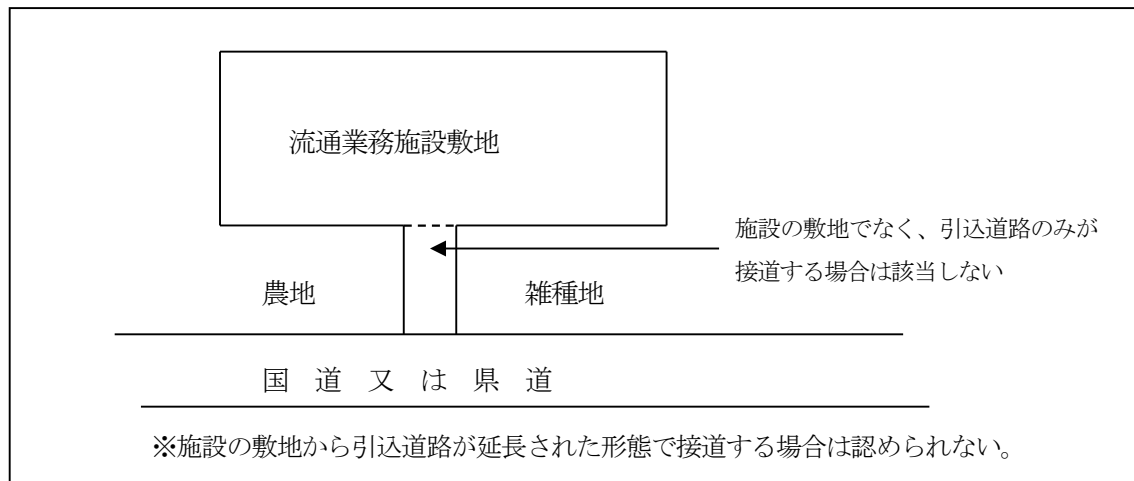 流通業務施設敷地
施設の敷地でなく、引込道路のみが
接道する場合は該当しない
農地
雑種地
国道又は県道
※施設の敷地から引込道路が延長された形態で接道する場合は認められない。